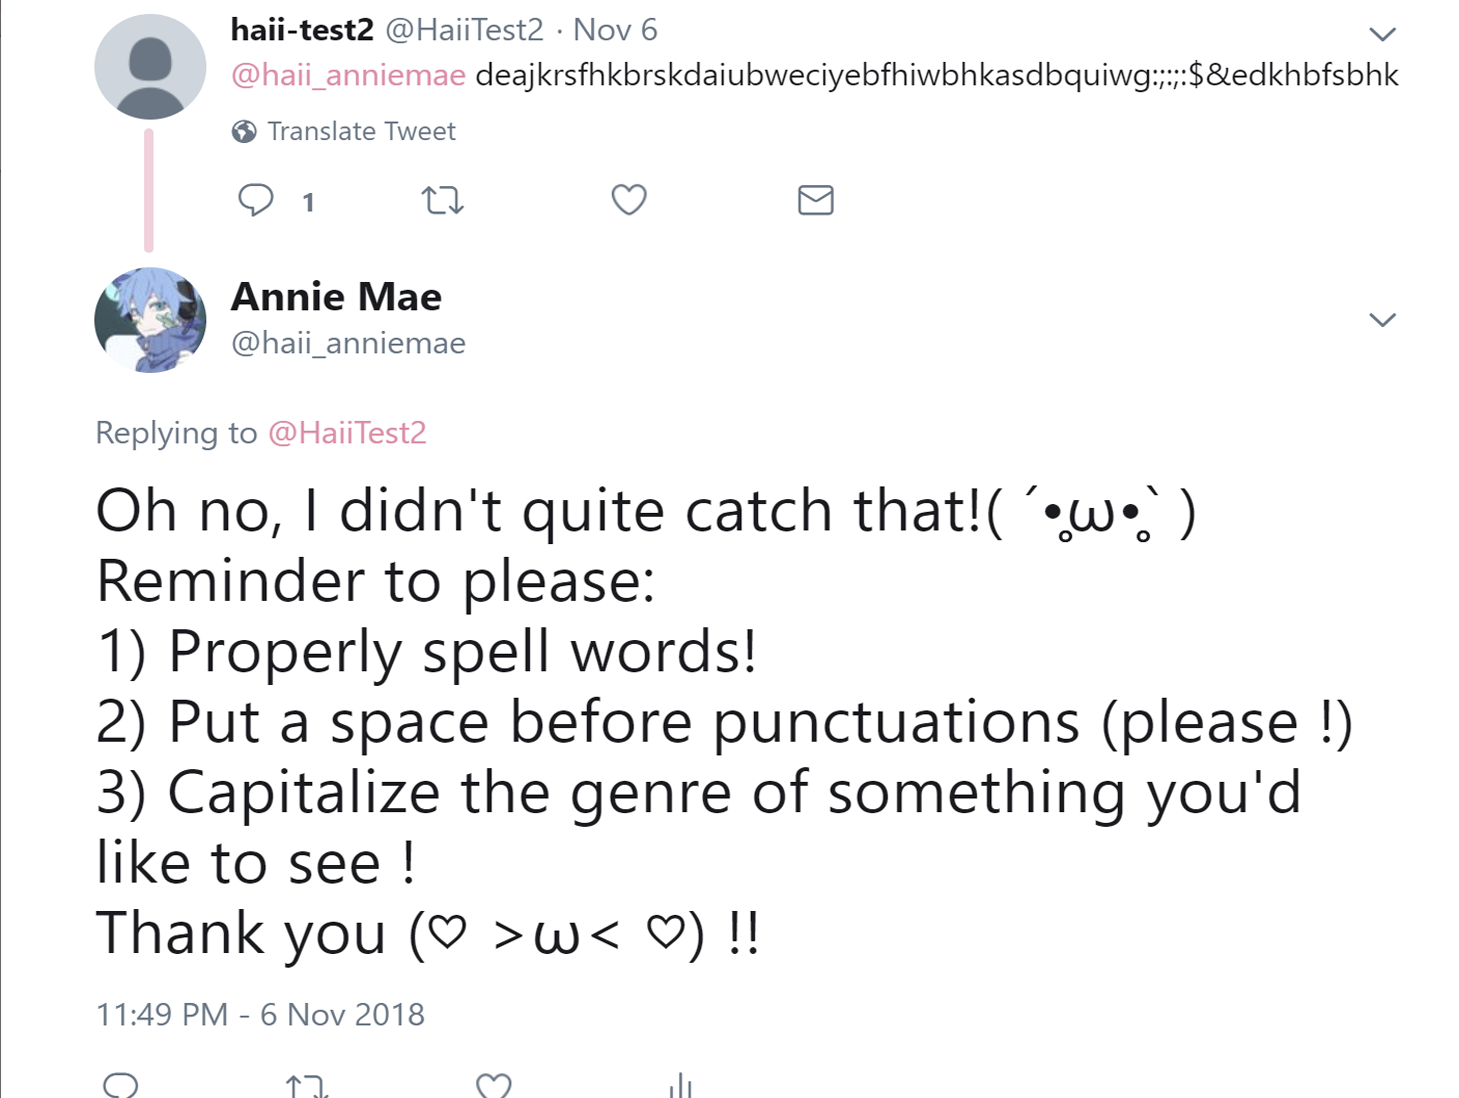 haii-test2 @HaiiTest2 · Nov 6
@haii_anniemae deajkrsfhkbrskdaiubweciyebfhiwbhkasdbquiwg:;:;:$&edkhbfsbhk
Translate Tweet
1
Annie Mae
@haii_anniemae
Replying to @HaiiTest2
Oh no, I didn't quite catch that!( ´•̥ω•̥` )
Reminder to please:
1) Properly spell words!
2) Put a space before punctuations (please !)
3) Capitalize the genre of something you'd
like to see !
Thank you (♡ >ω< ♡) !!
11:49 PM - 6 Nov 2018